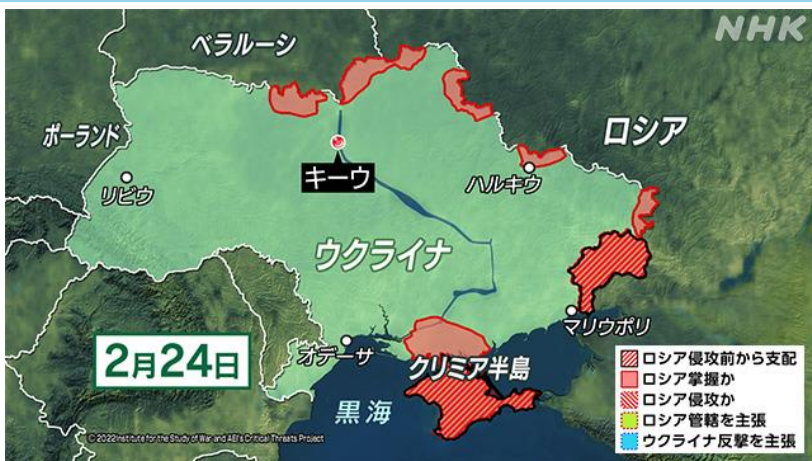 NHK
ベラルーシ
ポーランド
ロシア
リビウ
キーウ
ハルキウ
ウクライナ
マリウポリ
2月24日
オデーサ
クリミア半島
黒海
ロシア侵攻前から支配
ロシア掌握か
ロシア侵攻か
ロシア管轄を主張
ウクライナ反撃を主張
© 2022Institute for the Study of War and AEI's Critical Threats Project